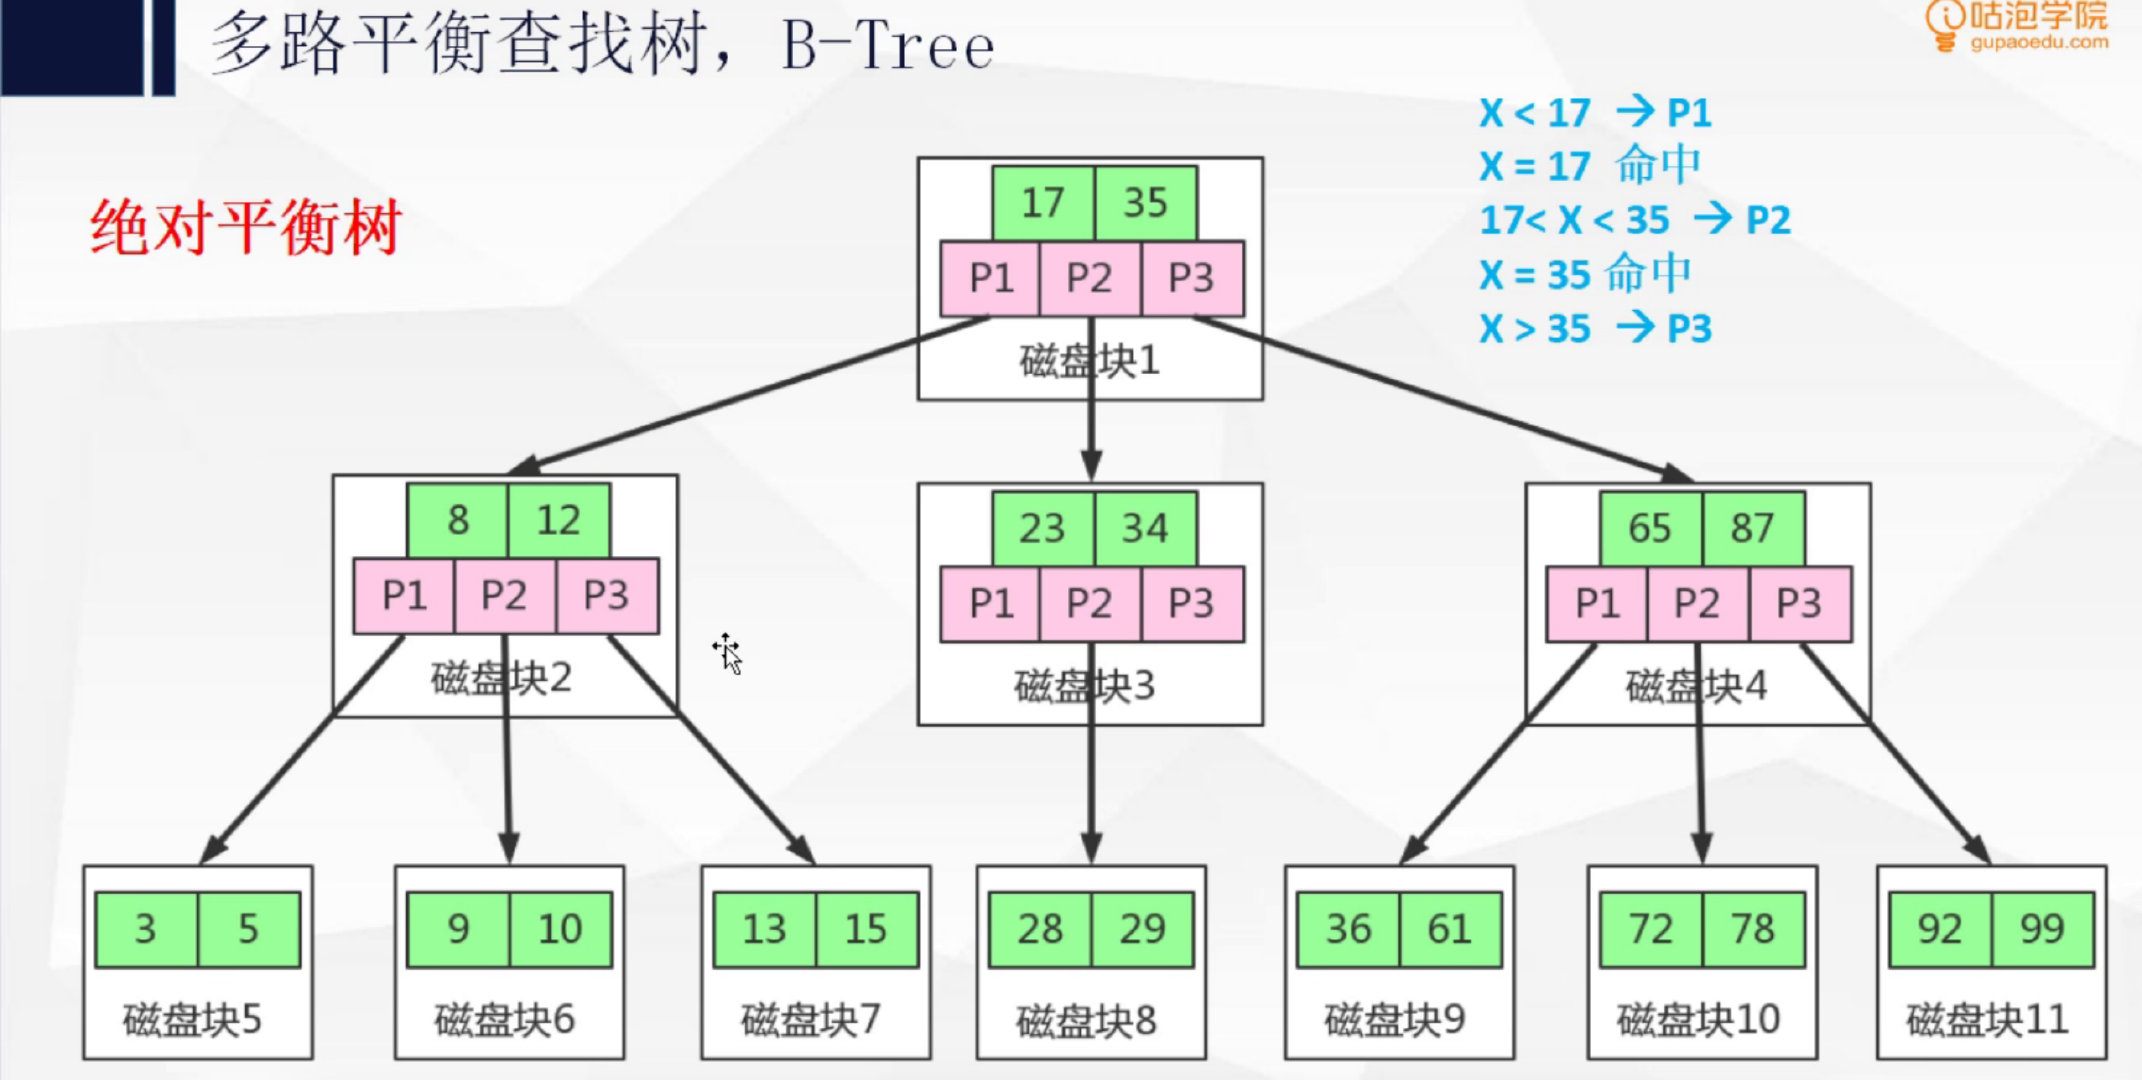 多路平衡查找树，B-Tree
咕泡学院
gupaoedu.com
绝对平衡树
X < 17 → P1
X = 17 命中
17< X < 35 → P2
X = 35 命中
X > 35 → P3
17 35
P1 P2 P3
磁盘块1
8 12
P1 P2 P3
磁盘块2
23 34
P1 P2 P3
磁盘块3
65 87
P1 P2 P3
磁盘块4
3 5
磁盘块5
9 10
磁盘块6
13 15
磁盘块7
28 29
磁盘块8
36 61
磁盘块9
72 78
磁盘块10
92 99
磁盘块11